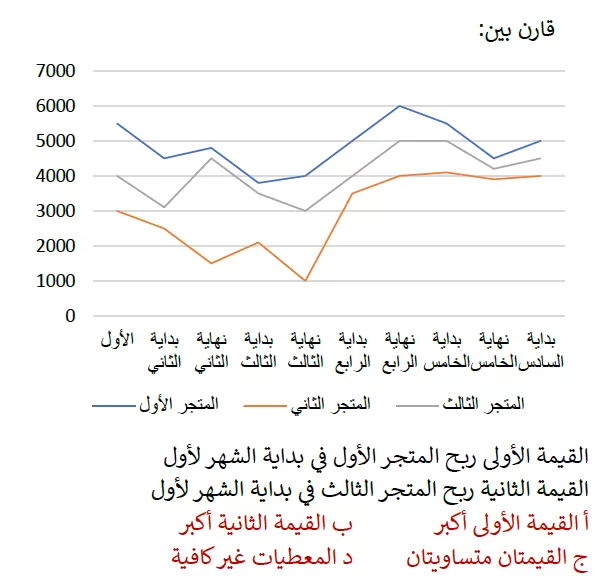 قارن بين:
7000
6000
5000
4000
3000
2000
1000
0
الأول بداية الثاني نهاية الثاني بداية الثالث نهاية الثالث بداية الرابع نهاية الرابع بداية الخامس نهاية الخامس بداية السادس
المتجر الأول المتجر الثاني المتجر الثالث
القيمة الأولى ربح المتجر الأول في بداية الشهر لأول
القيمة الثانية ربح المتجر الثالث في بداية الشهر لأول
أ القيمة الأولى أكبر ب القيمة الثانية أكبر
ج القيمتان متساويتان د المعطيات غير كافية